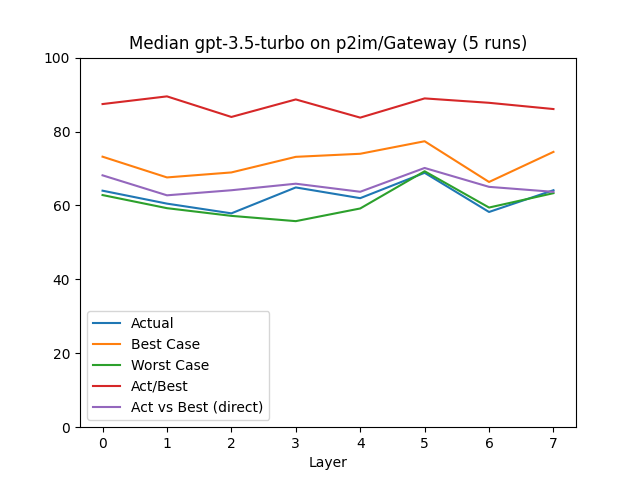 Median gpt-3.5-turbo on p2im/Gateway (5 runs)
100
80
60
40
20
0
Actual
Best Case
Worst Case
Act/Best
Act vs Best (direct)
0 1 2 3 4 5 6 7
Layer